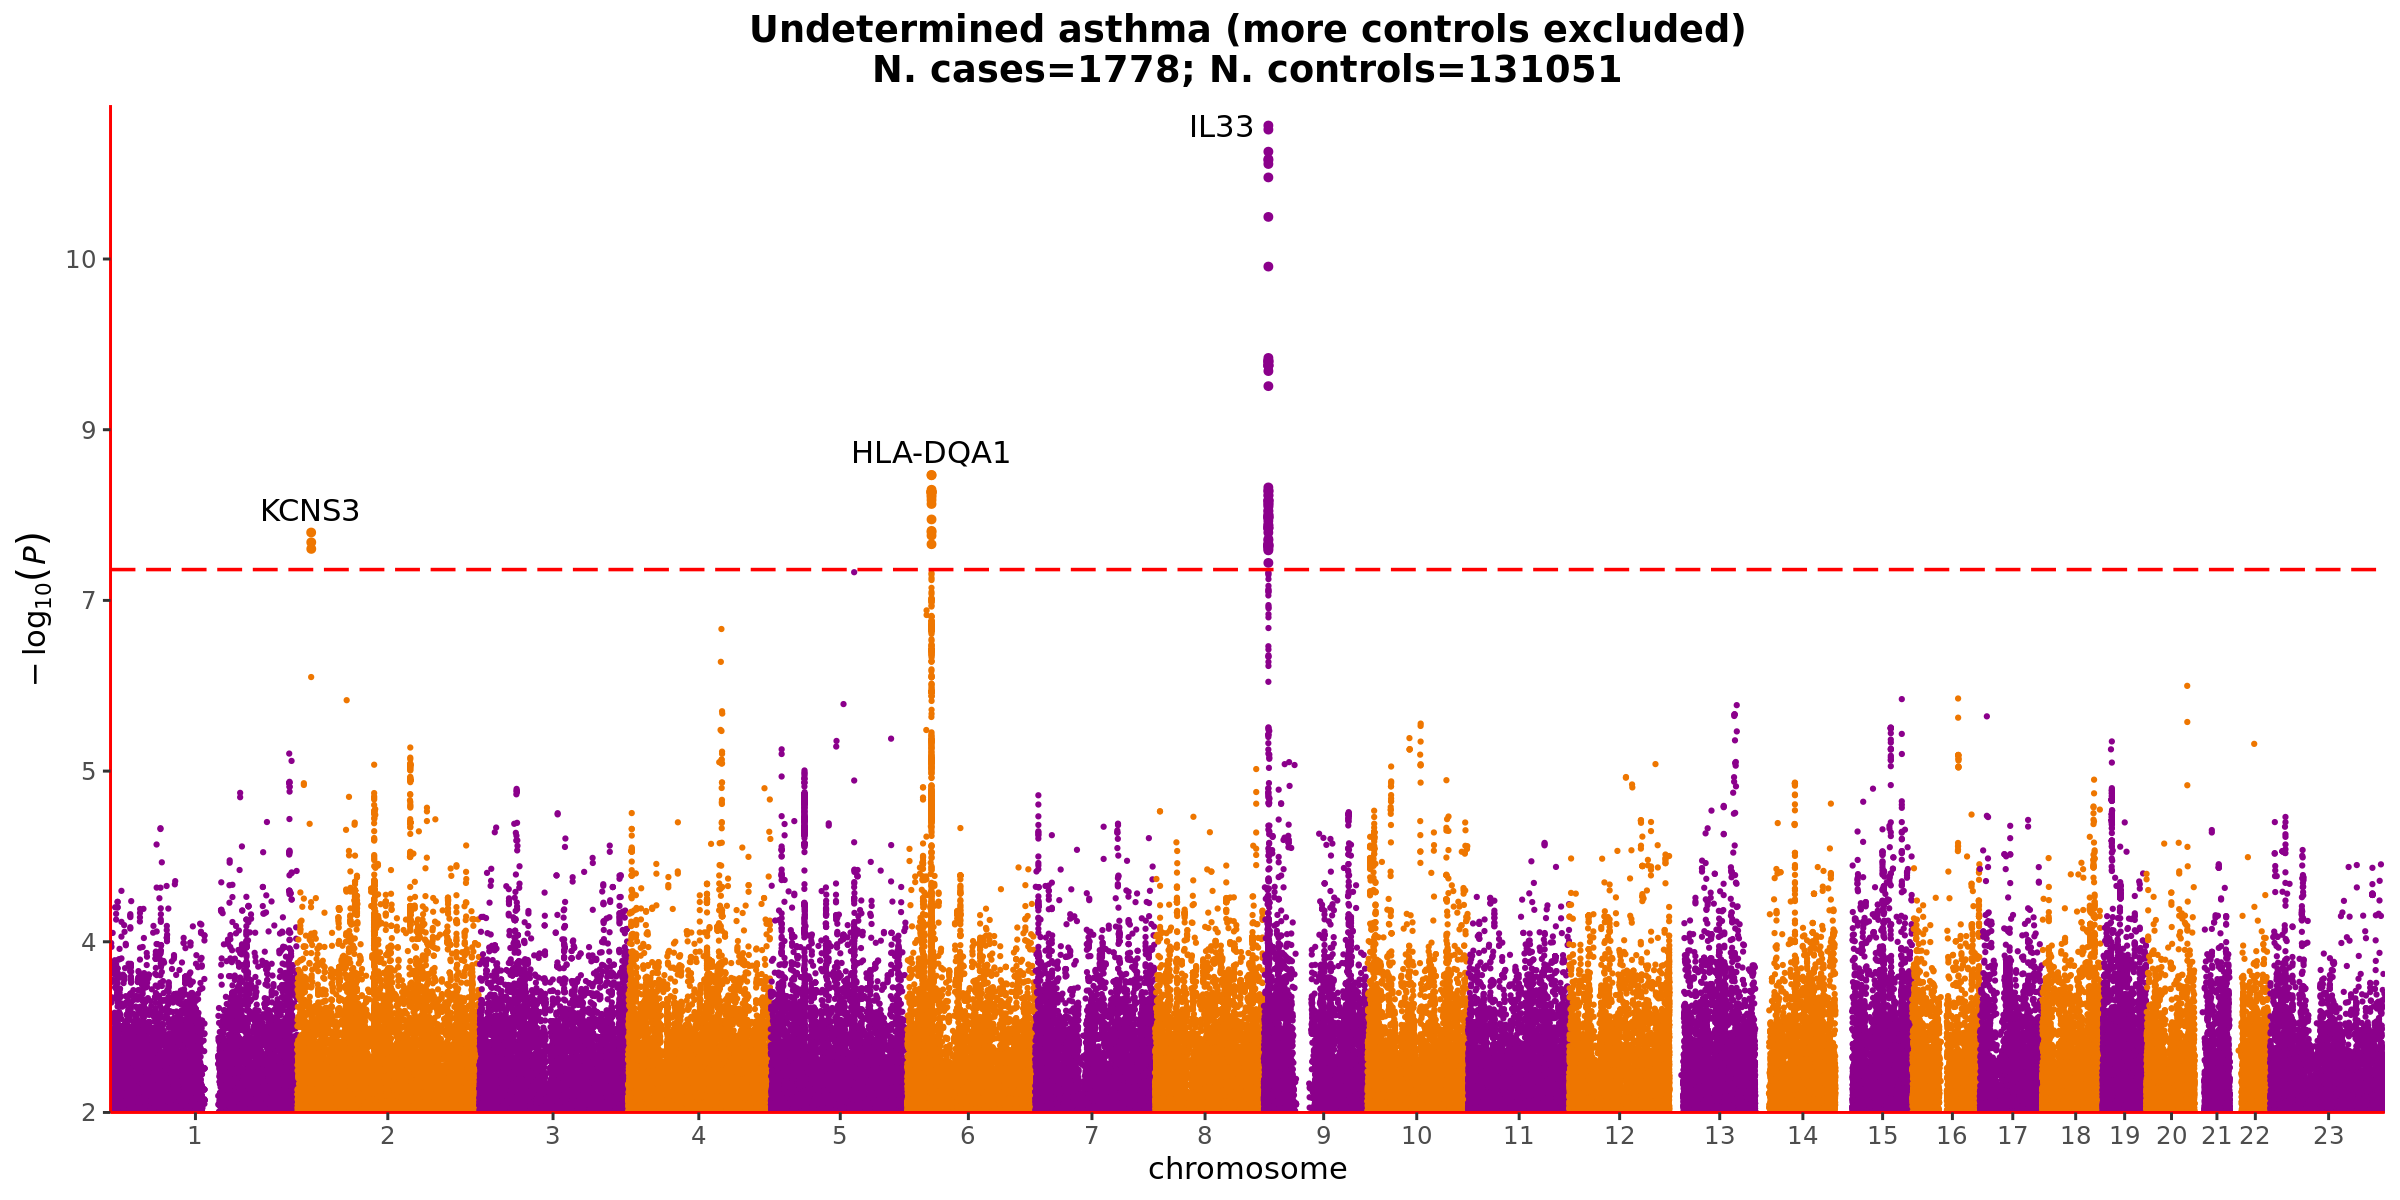 Undetermined asthma (more controls excluded)
N. cases=1778; N. controls=131051
IL33
HLA-DQA1
KCNS3
10
9
7
5
4
2
−log10(P)
1 2 3 4 5 6 7 8 9 10 11 12 13 14 15 16 17 18 19 20 21 22 23
chromosome